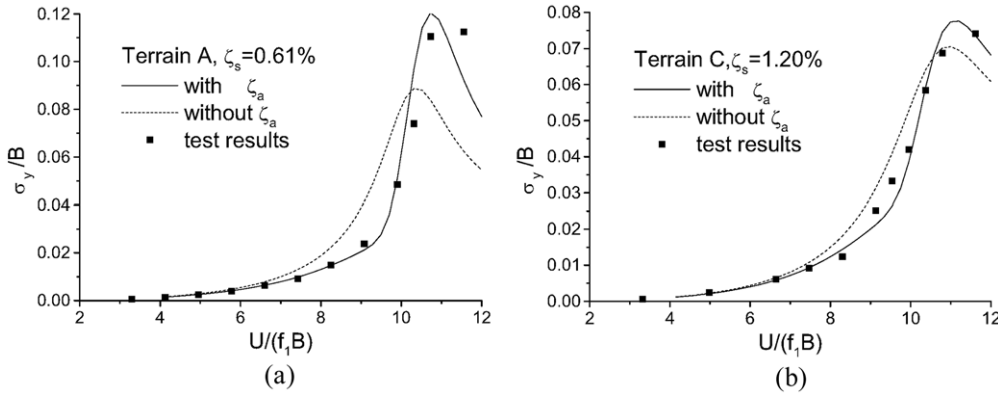 0.12
0.10
0.08
0.06
0.04
0.02
0.00
σy/B
Terrain A, ζs=0.61%
with ζa
without ζa
test results
2 4 6 8 10 12
U/(f1B)
(a)
0.08
0.07
0.06
0.05
0.04
0.03
0.02
0.01
0.00
σy/B
Terrain C,ζs=1.20%
with ζa
without ζa
test results
2 4 6 8 10 12
U/(f1B)
(b)